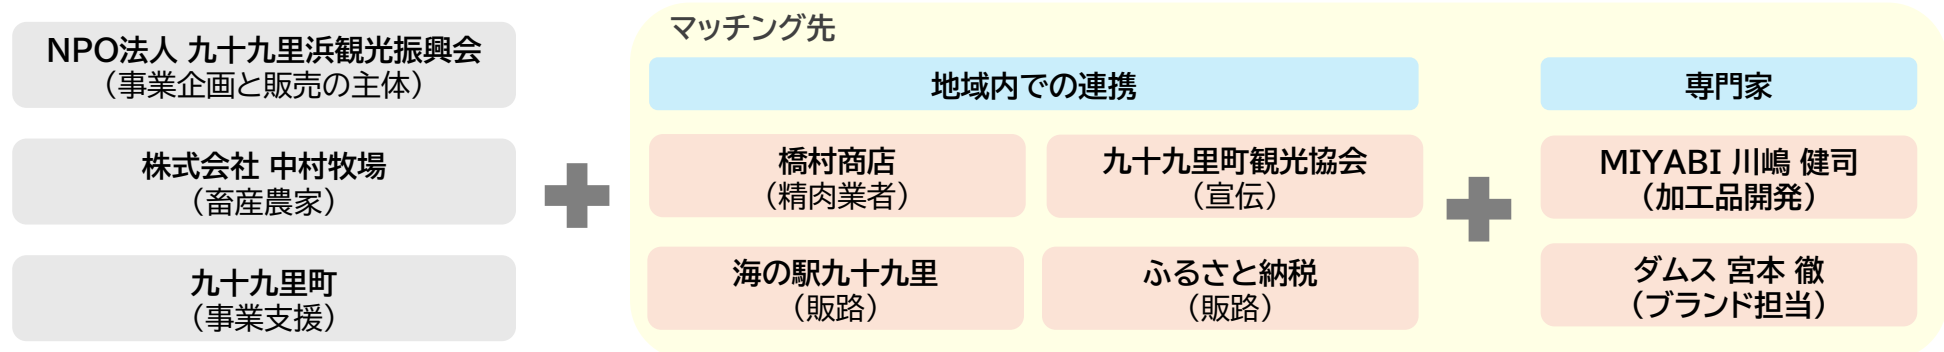 NPO法人 九十九里浜観光振興会
（事業企画と販売の主体）
株式会社 中村牧場
（畜産農家）
九十九里町
（事業支援）
マッチング先
地域内での連携
橋村商店
（精肉業者）
九十九里町観光協会
（宣伝）
海の駅九十九里
（販路）
ふるさと納税
（販路）
専門家
MIYABI 川嶋 健司
（加工品開発）
ダムス 宮本 徹
（ブランド担当）